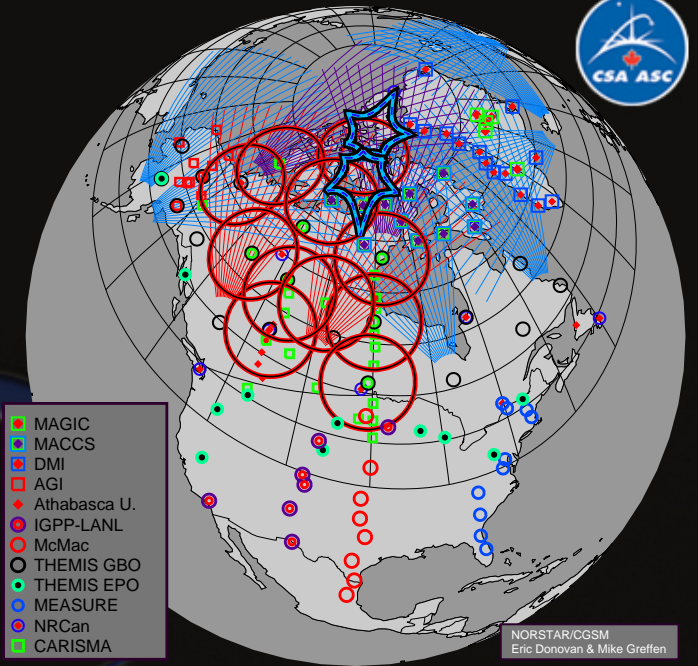 CSA ASC
MAGIC
MACCS
DMI
AGI
Athabasca U.
IGPP-LANL
McMac
THEMIS GBO
THEMIS EPO
MEASURE
NRCan
CARISMA
NORSTAR/CGSM
Eric Donovan & Mike Greffen